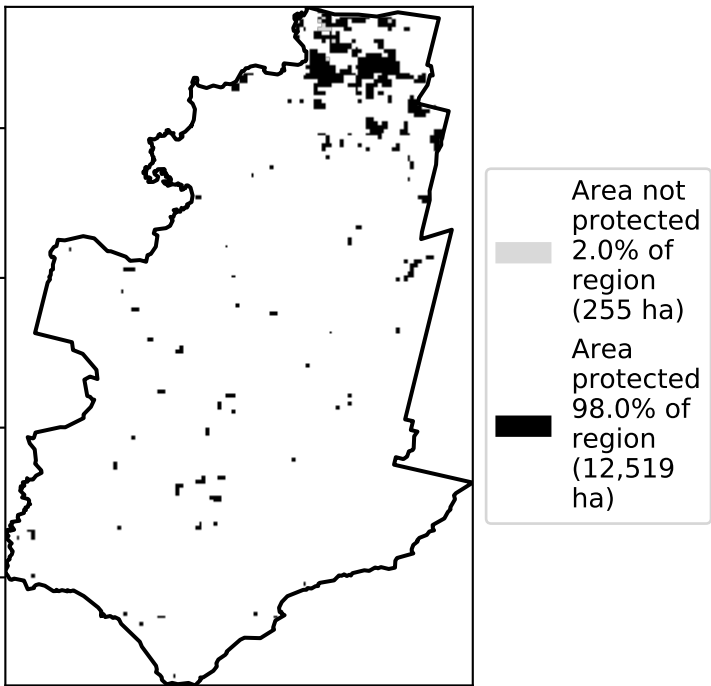 Area not
protected
2.0% of
region
(255 ha)
Area
protected
98.0% of
region
(12,519
ha)